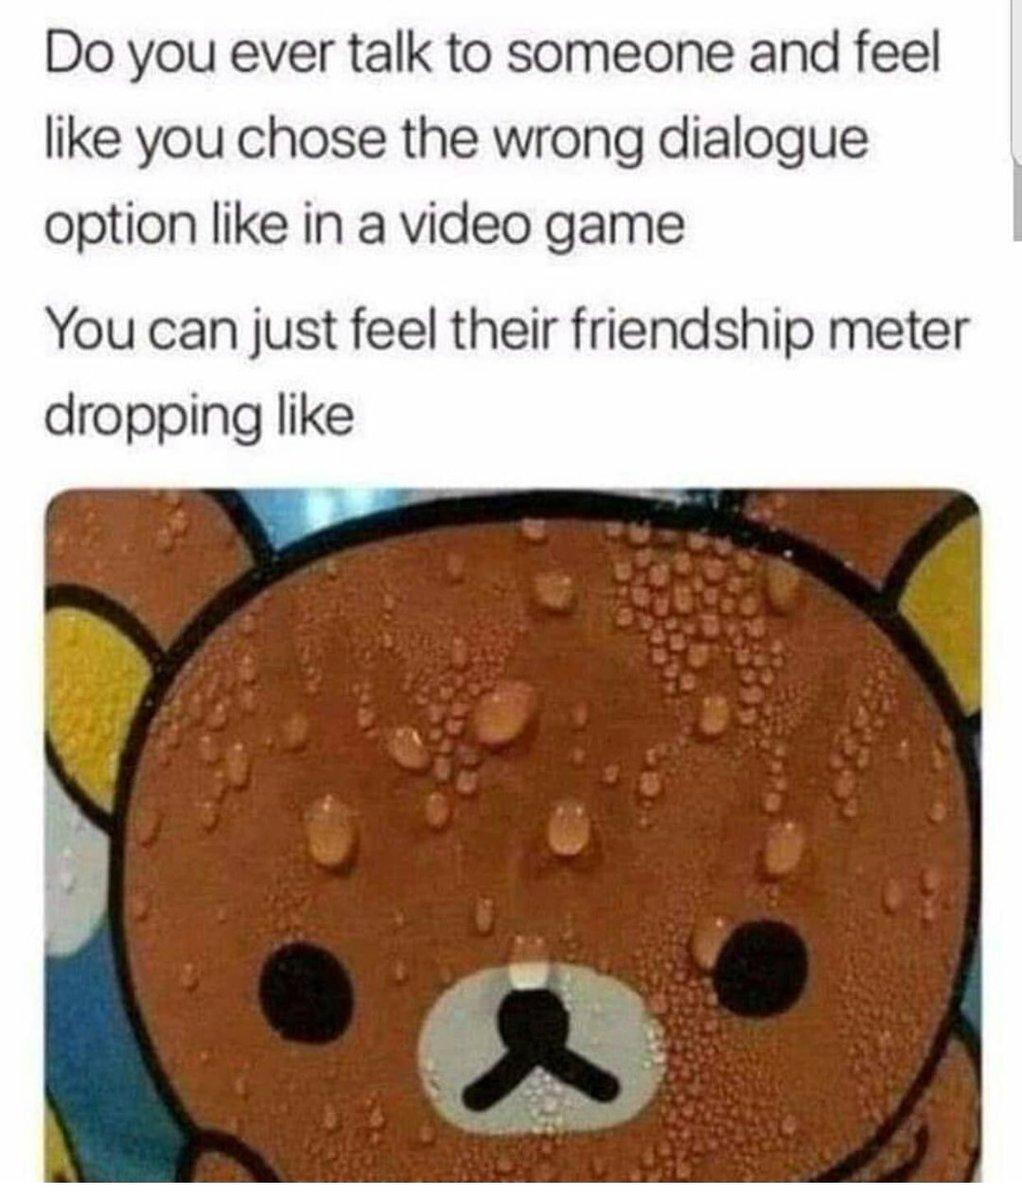 Do you ever talk to someone and feel
like you chose the wrong dialogue
option like in a video game
You can just feel their friendship meter
dropping like